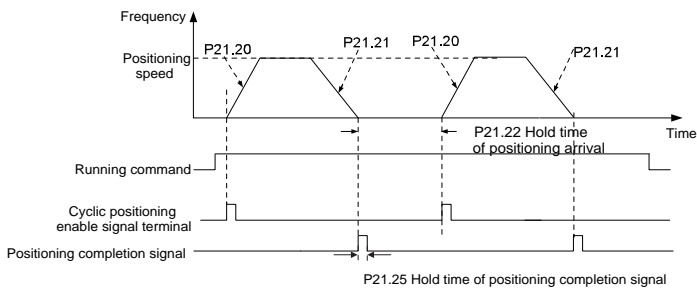 Frequency
P21.20
P21.21
P21.20
P21.21
Positioning
speed
Time
P21.22 Hold time
of positioning arrival
Running command
Cyclic positioning
enable signal terminal
Positioning completion signal
P21.25 Hold time of positioning completion signal